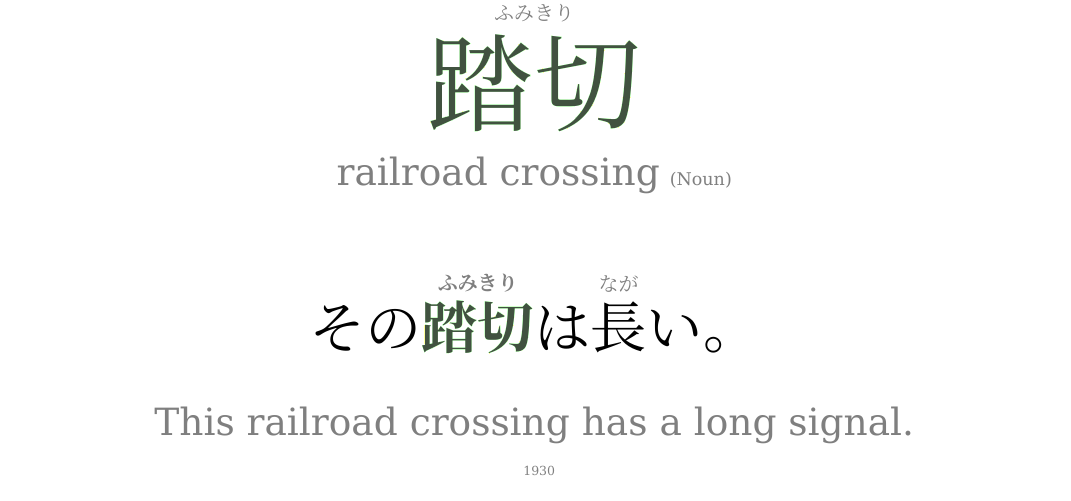 ふみきり
踏切
railroad crossing (Noun)
ふみきり なが
その踏切は長い。
This railroad crossing has a long signal.
1930